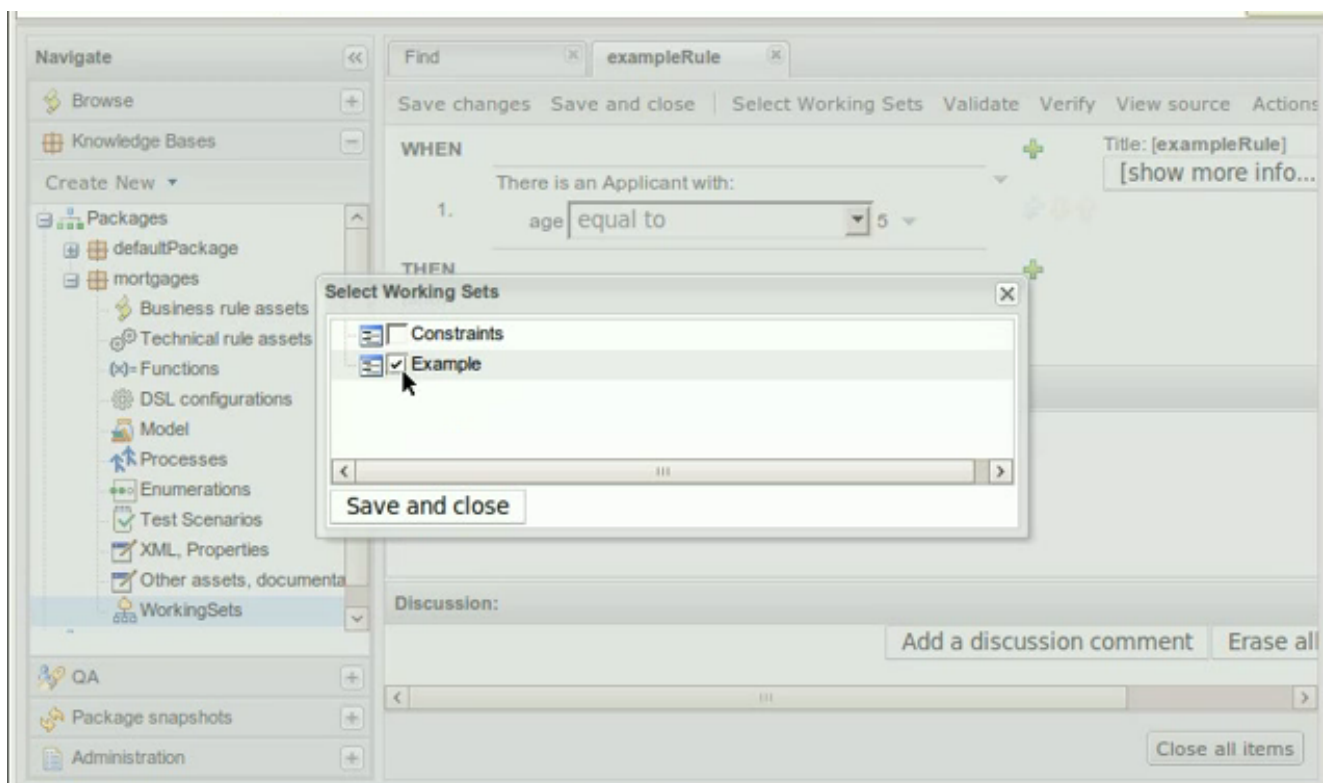 Navigate
Browse
Knowledge Bases
Create New
Packages
defaultPackage
mortgages
Business rule assets
Technical rule assets
(x)= Functions
DSL configurations
Model
Processes
Enumerations
Test Scenarios
XML, Properties
Other assets, documenta
WorkingSets
QA
Package snapshots
Administration
Find exampleRule
Save changes Save and close Select Working Sets Validate Verify View source Actions
WHEN
Title: [exampleRule]
[show more info...
There is an Applicant with:
1.
age equal to 5
THEN
Select Working Sets
Constraints
Example
Save and close
Discussion:
Add a discussion comment Erase all
Close all items